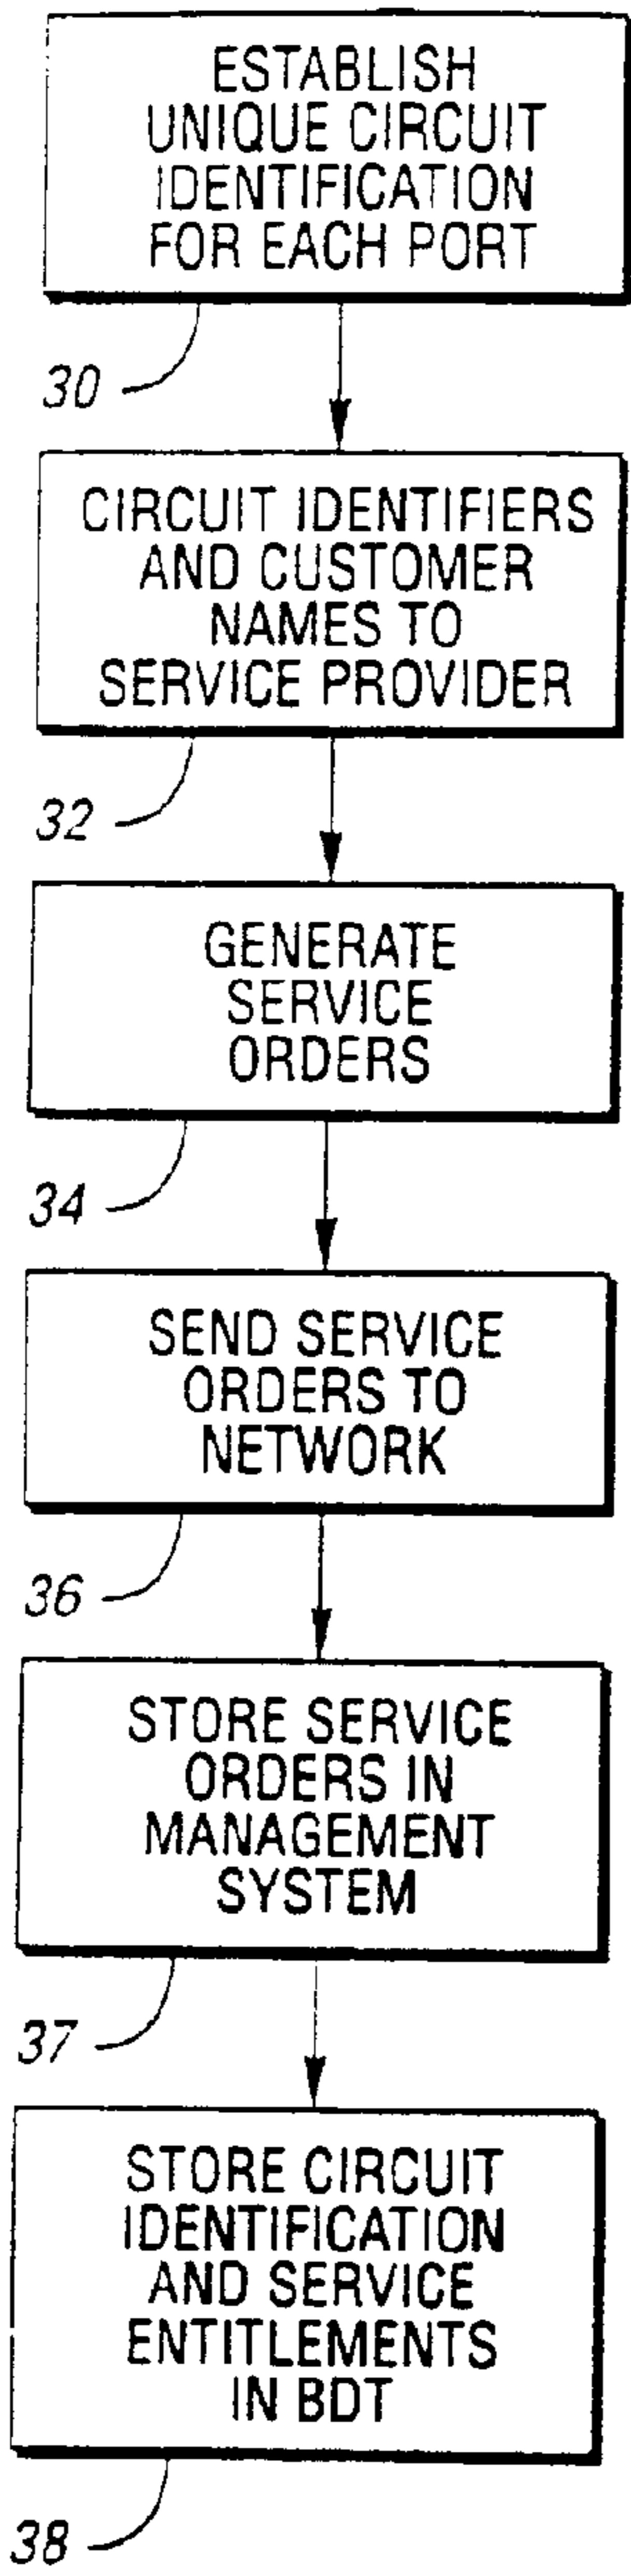 ESTABLISH
UNIQUE CIRCUIT
IDENTIFICATION
FOR EACH PORT
30
CIRCUIT IDENTIFIERS
AND CUSTOMER
NAMES TO
SERVICE PROVIDER
32
GENERATE
SERVICE
ORDERS
34
SEND SERVICE
ORDERS TO
NETWORK
36
STORE SERVICE
ORDERS IN
MANAGEMENT
SYSTEM
37
STORE CIRCUIT
IDENTIFICATION
AND SERVICE
ENTITLEMENTS
IN BDT
38